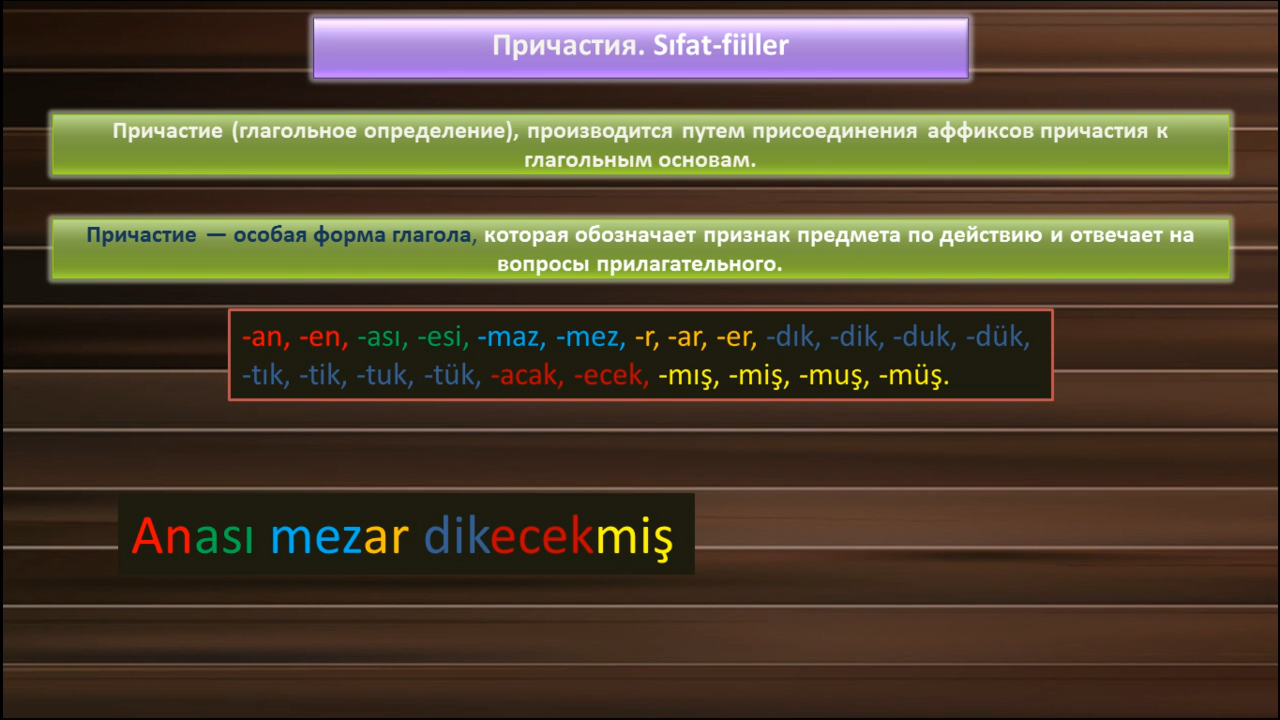 Причастия. Sıfat-fiiller
Причастие (глагольное определение), производится путем присоединения аффиксов причастия к
глагольным основам.
Причастие — особая форма глагола, которая обозначает признак предмета по действию и отвечает на
вопросы прилагательного.
-an, -en, -ası, -esi, -maz, -mez, -r, -ar, -er, -dık, -dik, -duk, -dük,
-tık, -tik, -tuk, -tük, -acak, -ecek, -mış, -miş, -muş, -müş.
Anası mezar dikecekmiş